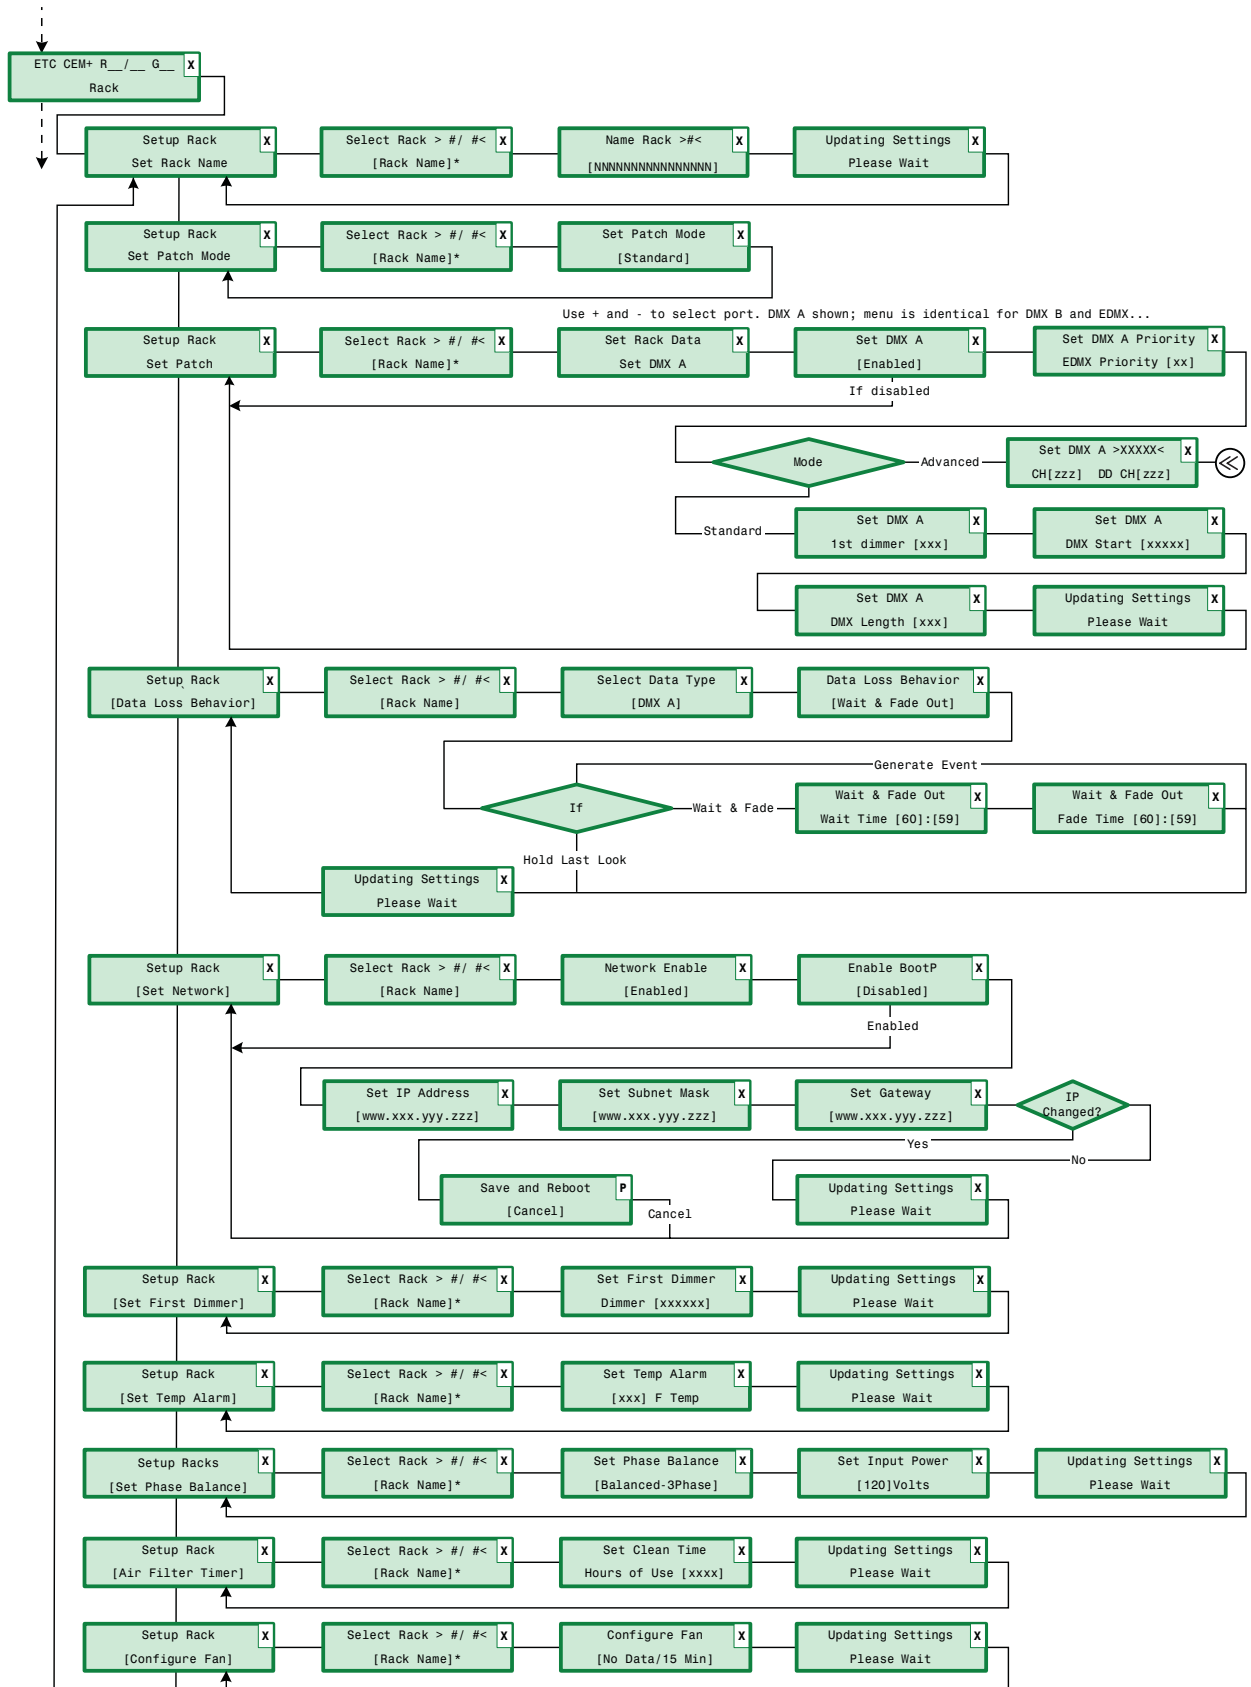 ETC CEM+ R__/__ G__ X
Rack
Setup Rack X
Set Rack Name
Select Rack > #/ #< X
[Rack Name]*
Name Rack >#< X
[NNNNNNNNNNNNNNNN]
Updating Settings X
Please Wait
Setup Rack X
Set Patch Mode
Select Rack > #/ #< X
[Rack Name]*
Set Patch Mode X
[Standard]
Use + and - to select port. DMX A shown; menu is identical for DMX B and EDMX...
Setup Rack X
Set Patch
Select Rack > #/ #< X
[Rack Name]*
Set Rack Data X
Set DMX A
Set DMX A X
[Enabled]
Set DMX A Priority X
EDMX Priority [xx]
If disabled
Mode
Advanced
Set DMX A >XXXXX< X
CH[zzz] DD CH[zzz]
Standard
Set DMX A X
1st dimmer [xxx]
Set DMX A X
DMX Start [xxxxx]
Set DMX A X
DMX Length [xxx]
Updating Settings X
Please Wait
Setup Rack X
[Data Loss Behavior]
Select Rack > #/ #< X
[Rack Name]
Select Data Type X
[DMX A]
Data Loss Behavior X
[Wait & Fade Out]
Generate Event
If
Wait & Fade
Wait & Fade Out X
Wait Time [60]:[59]
Wait & Fade Out X
Fade Time [60]:[59]
Hold Last Look
Updating Settings X
Please Wait
Setup Rack X
[Set Network]
Select Rack > #/ #< X
[Rack Name]
Network Enable X
[Enabled]
Enable BootP X
[Disabled]
Enabled
Set IP Address X
[www.xxx.yyy.zzz]
Set Subnet Mask X
[www.xxx.yyy.zzz]
Set Gateway X
[www.xxx.yyy.zzz]
IP
Changed?
Yes
No
Save and Reboot P
[Cancel]
Cancel
Updating Settings X
Please Wait
Setup Rack X
[Set First Dimmer]
Select Rack > #/ #< X
[Rack Name]*
Set First Dimmer X
Dimmer [xxxxxx]
Updating Settings X
Please Wait
Setup Rack X
[Set Temp Alarm]
Select Rack > #/ #< X
[Rack Name]*
Set Temp Alarm X
[xxx] F Temp
Updating Settings X
Please Wait
Setup Racks X
[Set Phase Balance]
Select Rack > #/ #< X
[Rack Name]*
Set Phase Balance X
[Balanced-3Phase]
Set Input Power X
[120]Volts
Updating Settings X
Please Wait
Setup Rack X
[Air Filter Timer]
Select Rack > #/ #< X
[Rack Name]*
Set Clean Time X
Hours of Use [xxxx]
Updating Settings X
Please Wait
Setup Rack X
[Configure Fan]
Select Rack > #/ #< X
[Rack Name]*
Configure Fan X
[No Data/15 Min]
Updating Settings X
Please Wait